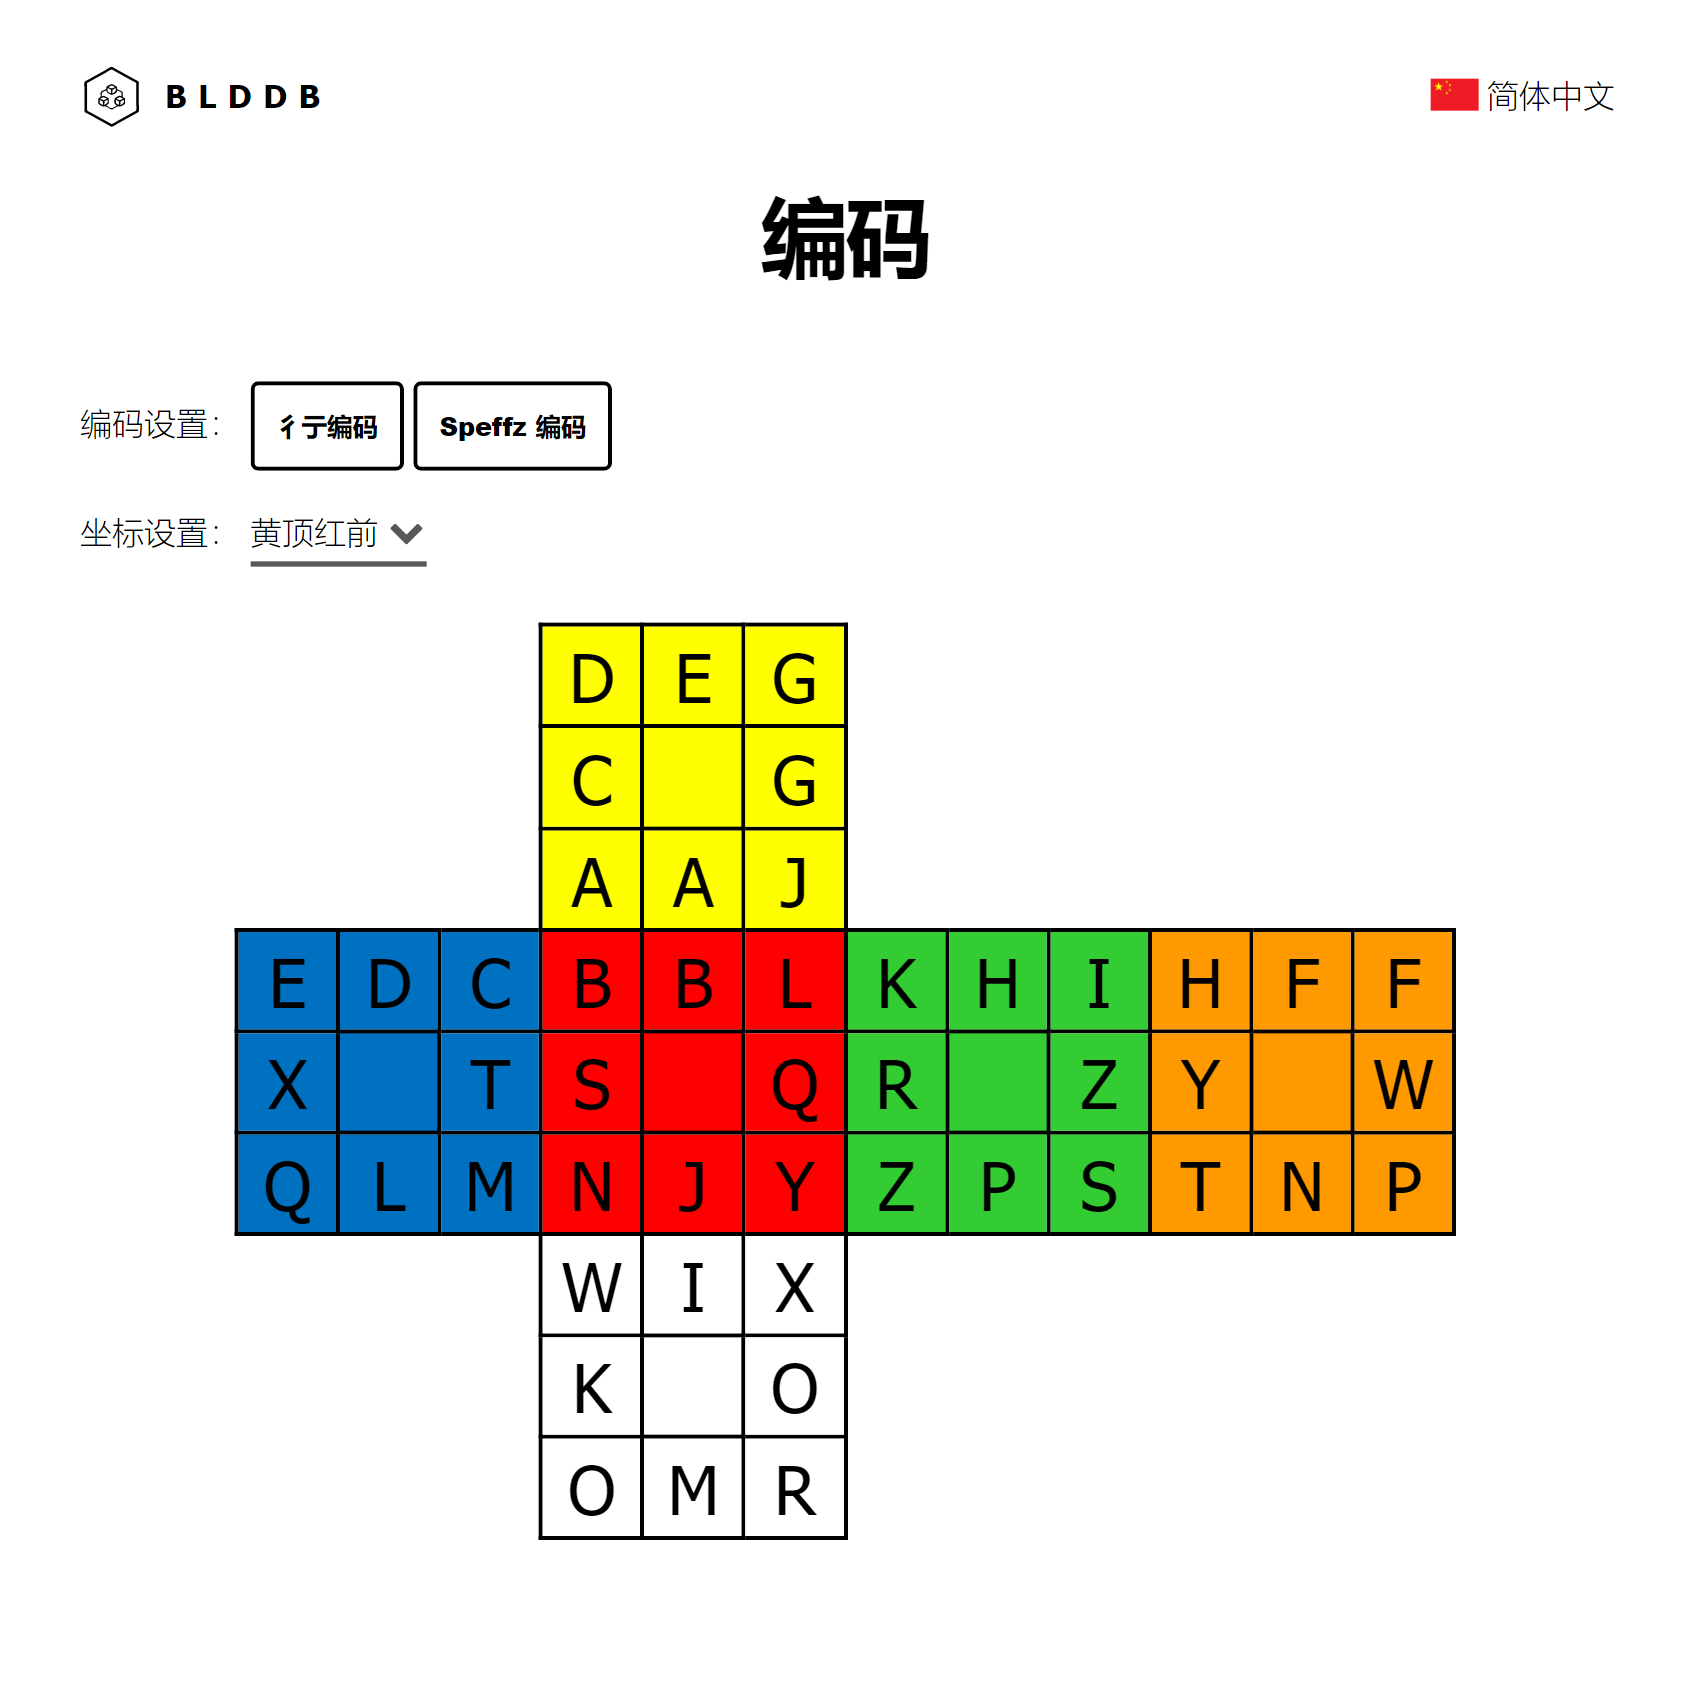 BLDDB
简体中文
编码
编码设置： 彳亍编码 Speffz 编码
坐标设置： 黄顶红前
D E G
C G
A A J
E D C B B L K H I H F F
X T S Q R Z Y W
Q L M N J Y Z P S T N P
W I X
K O
O M R